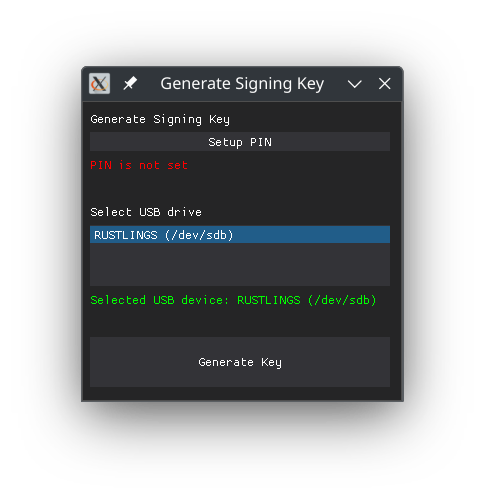 Generate Signing Key
Generate Signing Key
Setup PIN
PIN is not set
Select USB drive
RUSTLINGS (/dev/sdb)
Selected USB device: RUSTLINGS (/dev/sdb)
Generate Key